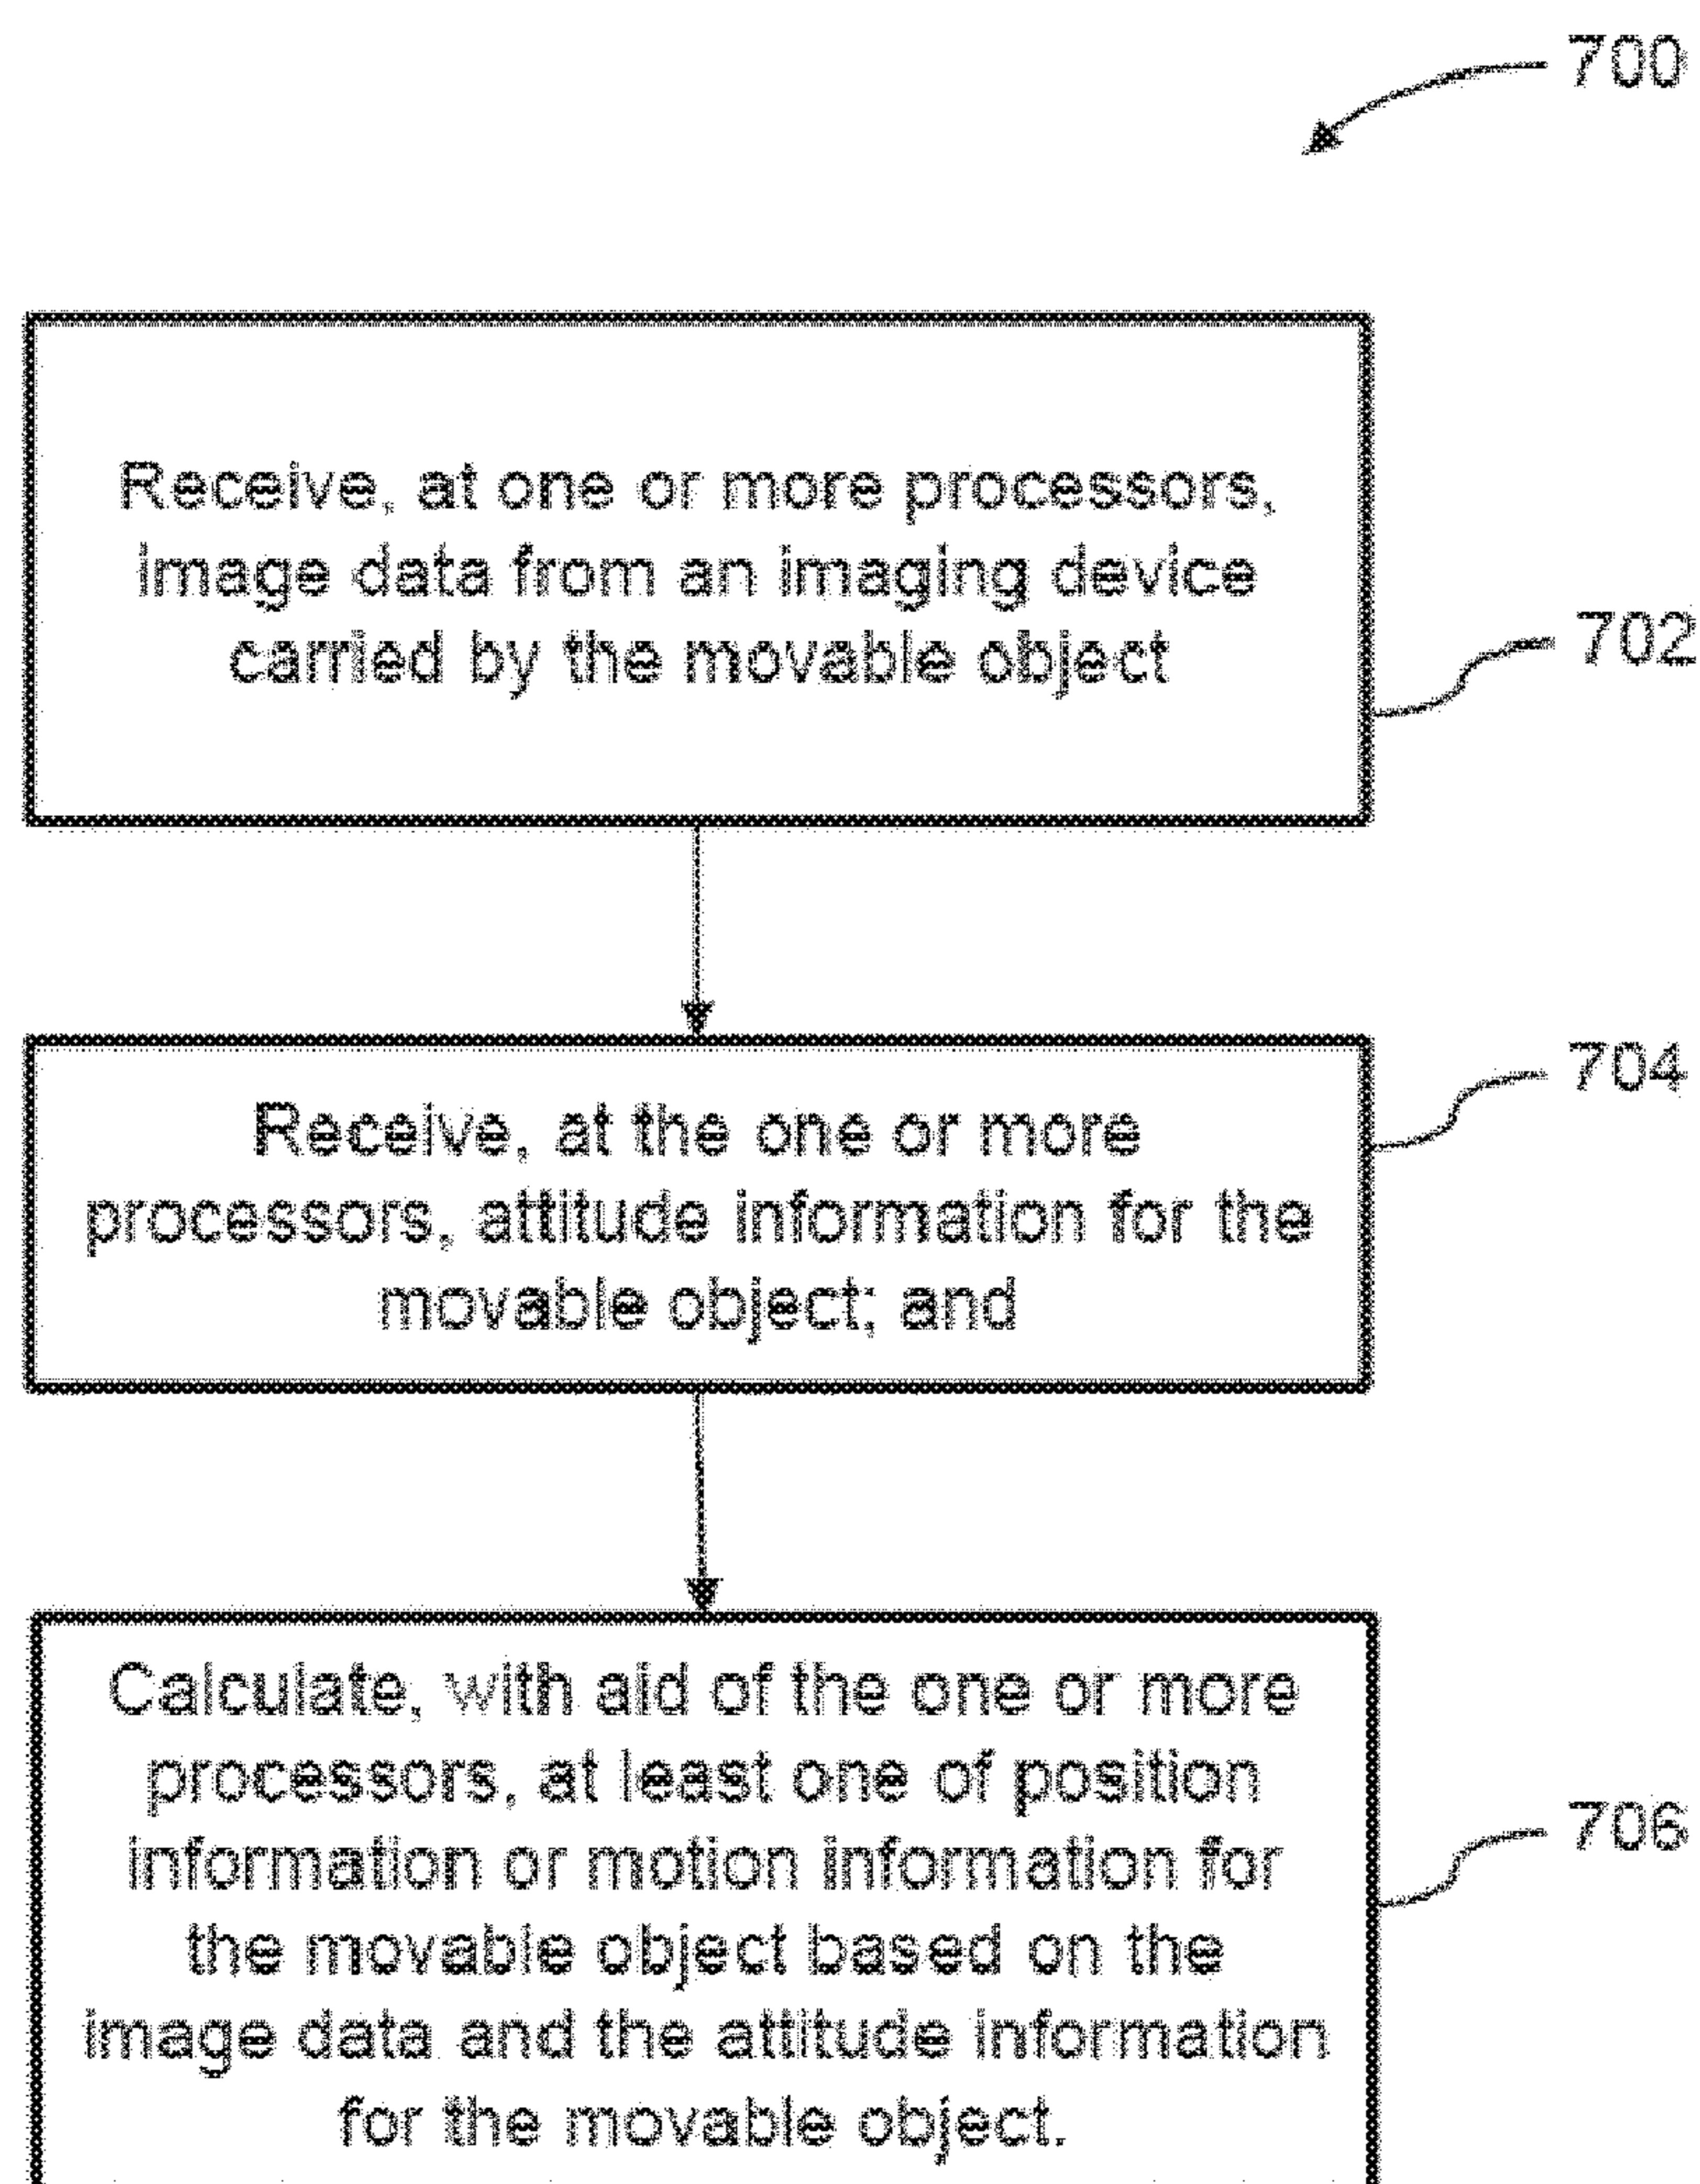 700
Receive, at one or more processors,
image data from an imaging device
carried by the movable object
702
Receive, at the one or more
processors, attitude information for the
movable object; and
704
Calculate, with aid of the one or more
processors, at least one of position
information or motion information for
the movable object based on the
image data and the attitude information
for the movable object.
706